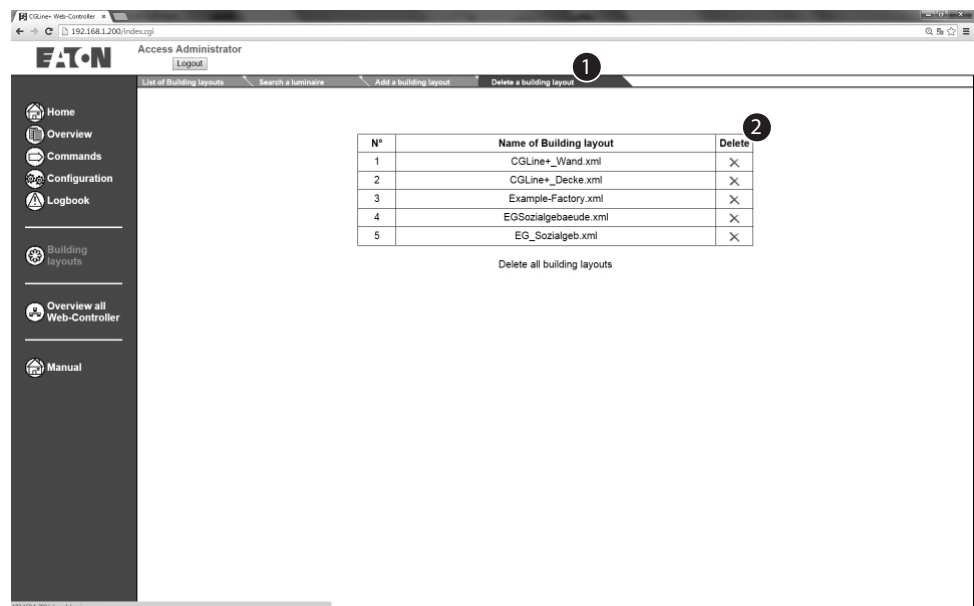 CGLine+ Web-Controller
192.168.1.200/index.cgi
EATON
Access Administrator
Logout
List of Building layouts Search a luminaire Add a building layout Delete a building layout
1
Home
Overview
Commands
Configuration
Logbook
Building
layouts
Overview all
Web-Controller
Manual
2
N° Name of Building layout Delete
1 CGLine+_Wand.xml
2 CGLine+_Decke.xml
3 Example-Factory.xml
4 EGSozialgebaeude.xml
5 EG_Sozialgeb.xml
Delete all building layouts